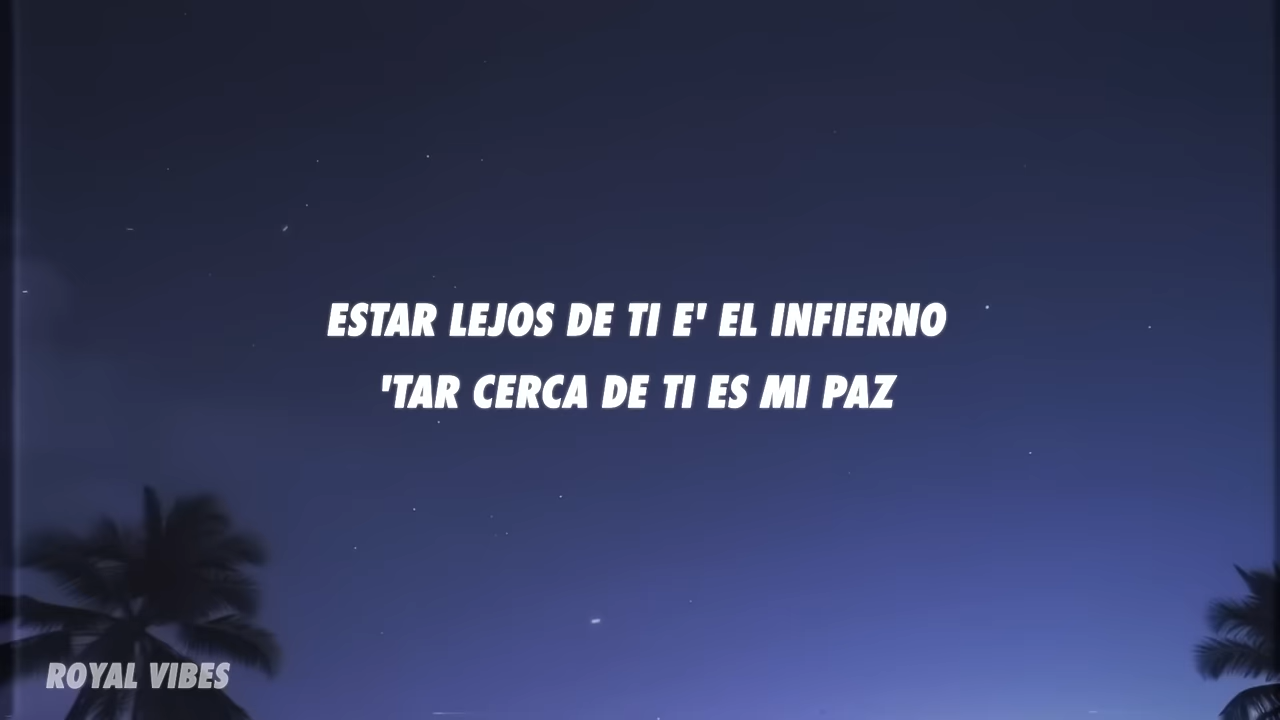 ESTAR LEJOS DE TI E' EL INFIERNO
'TAR CERCA DE TI ES MI PAZ
ROYAL VIBES